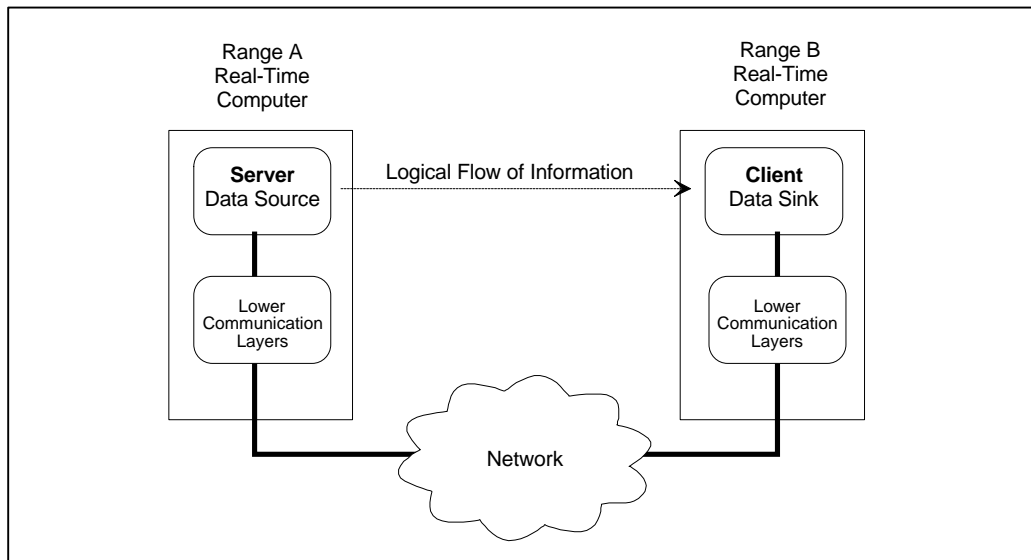 Range A
Real-Time
Computer
Range B
Real-Time
Computer
Server
Data Source
Logical Flow of Information
Client
Data Sink
Lower
Communication
Layers
Lower
Communication
Layers
Network